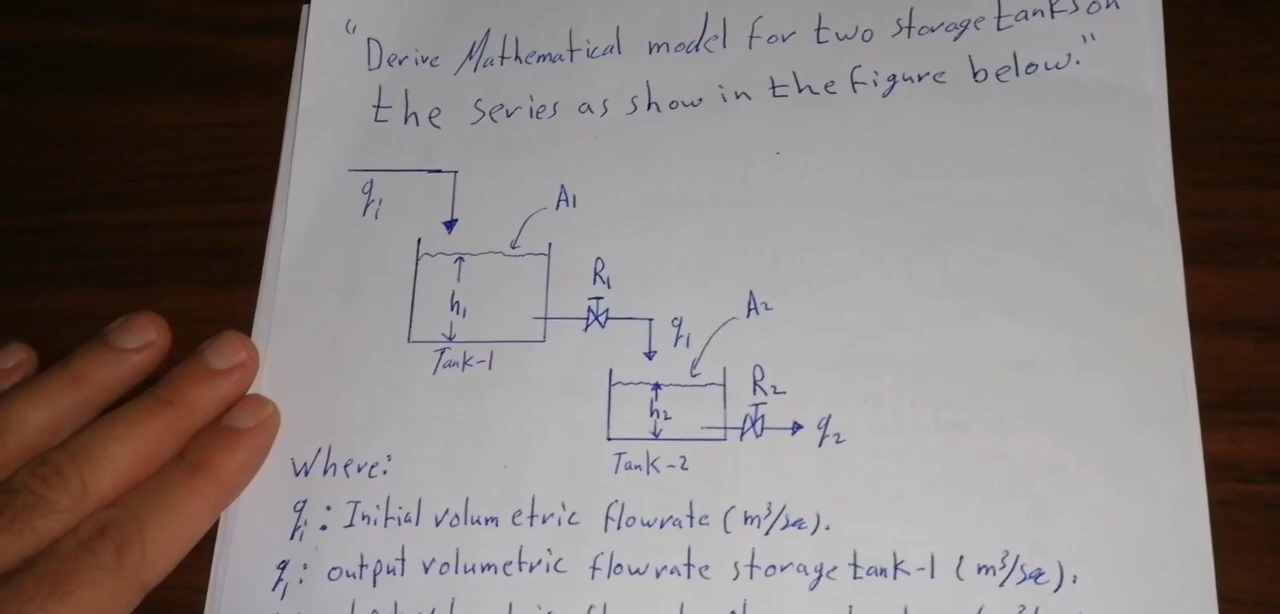 "Derive Mathematical model for two storage tanks on
the series as show in the figure below."
qi
A1
h1
R1
Tank-1
q1
A2
h2
R2
q2
Tank-2
Where:
qi: Initial volumetric flowrate (m³/sec).
q1: output volumetric flowrate storage tank-1 (m³/sec).